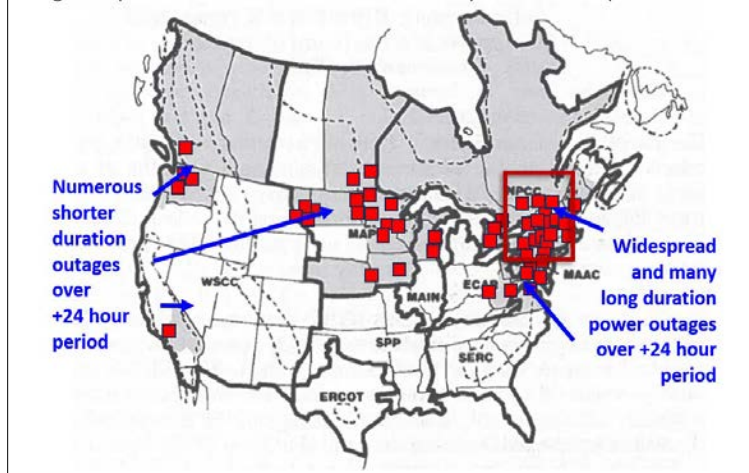 Numerous
shorter
duration
outages
over
+24 hour
period
NPCC
MAP
WSCC
MAIN
ECAR
MAAC
SPP
SERC
ERCOT
Widespread
and many
long duration
power outages
over +24 hour
period